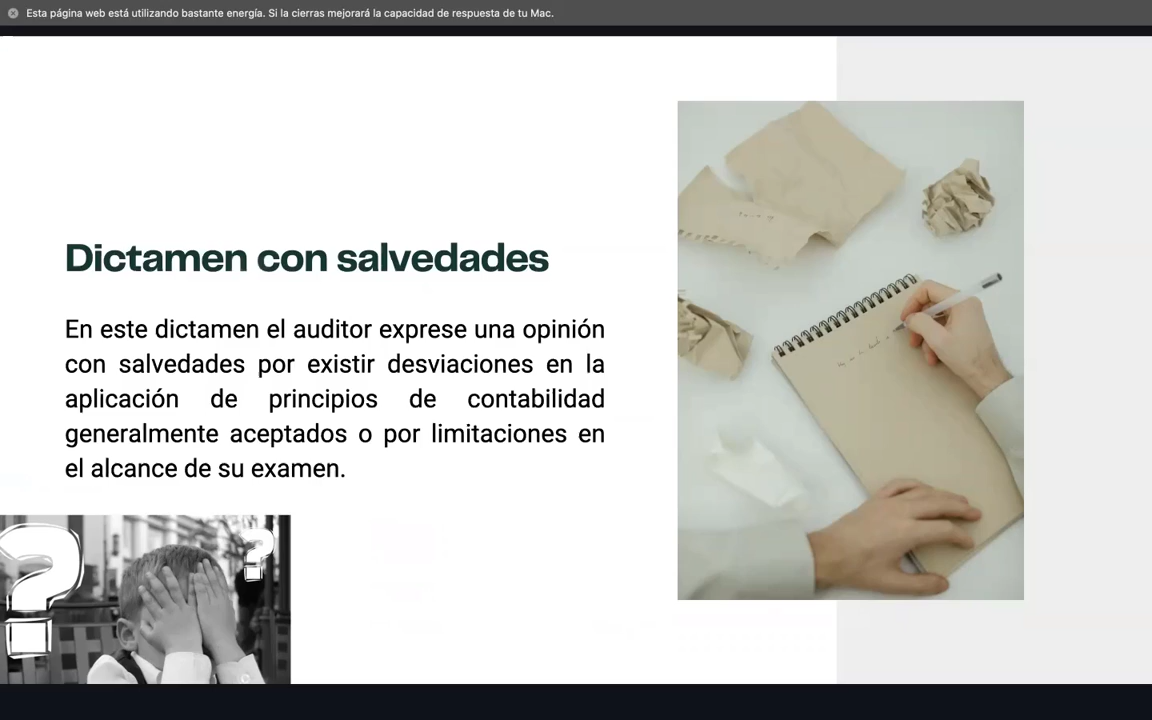 Esta página web está utilizando bastante energía. Si la cierras mejorará la capacidad de respuesta de tu Mac.
Dictamen con salvedades
En este dictamen el auditor exprese una opinión
con salvedades por existir desviaciones en la
aplicación de principios de contabilidad
generalmente aceptados o por limitaciones en
el alcance de su examen.
?
?